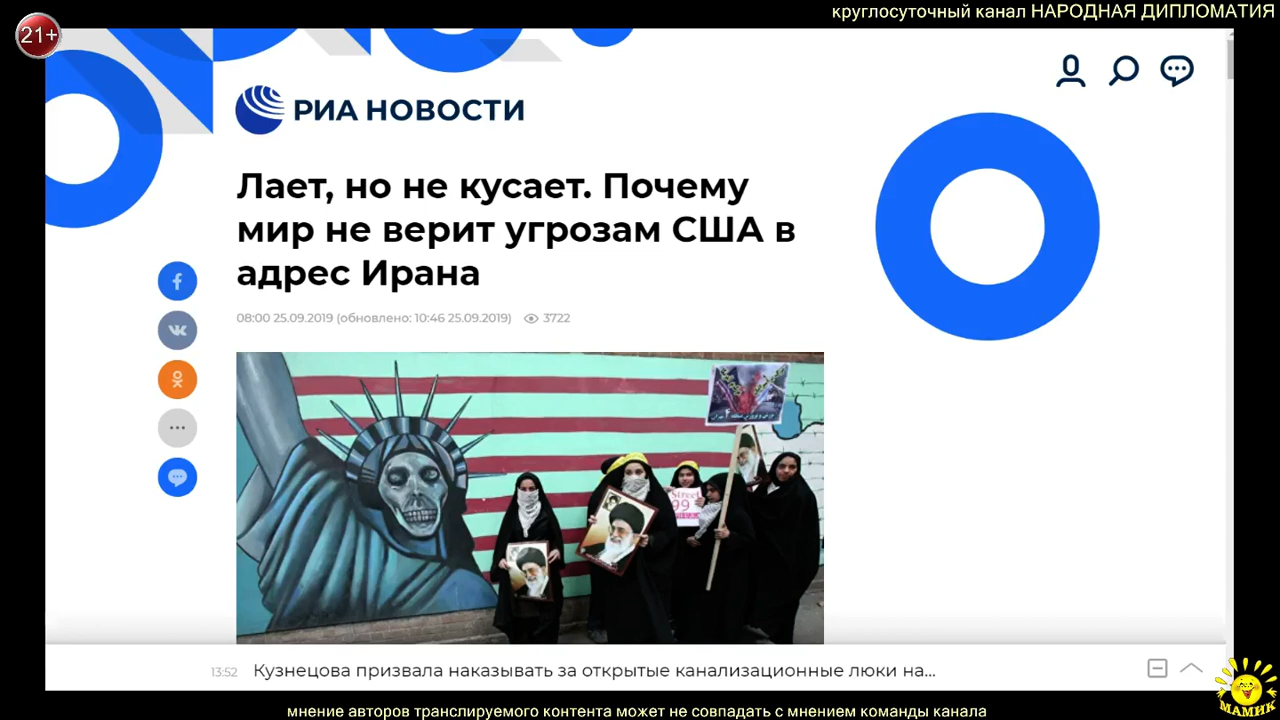 круглосуточный канал НАРОДНАЯ ДИПЛОМАТИЯ
21+
РИА НОВОСТИ
Лает, но не кусает. Почему
мир не верит угрозам США в
адрес Ирана
08:00 25.09.2019 (обновлено: 10:46 25.09.2019) 3722
Street
99
13:52 Кузнецова призвала наказывать за открытые канализационные люки на...
МАМИК
мнение авторов транслируемого контента может не совпадать с мнением команды канала